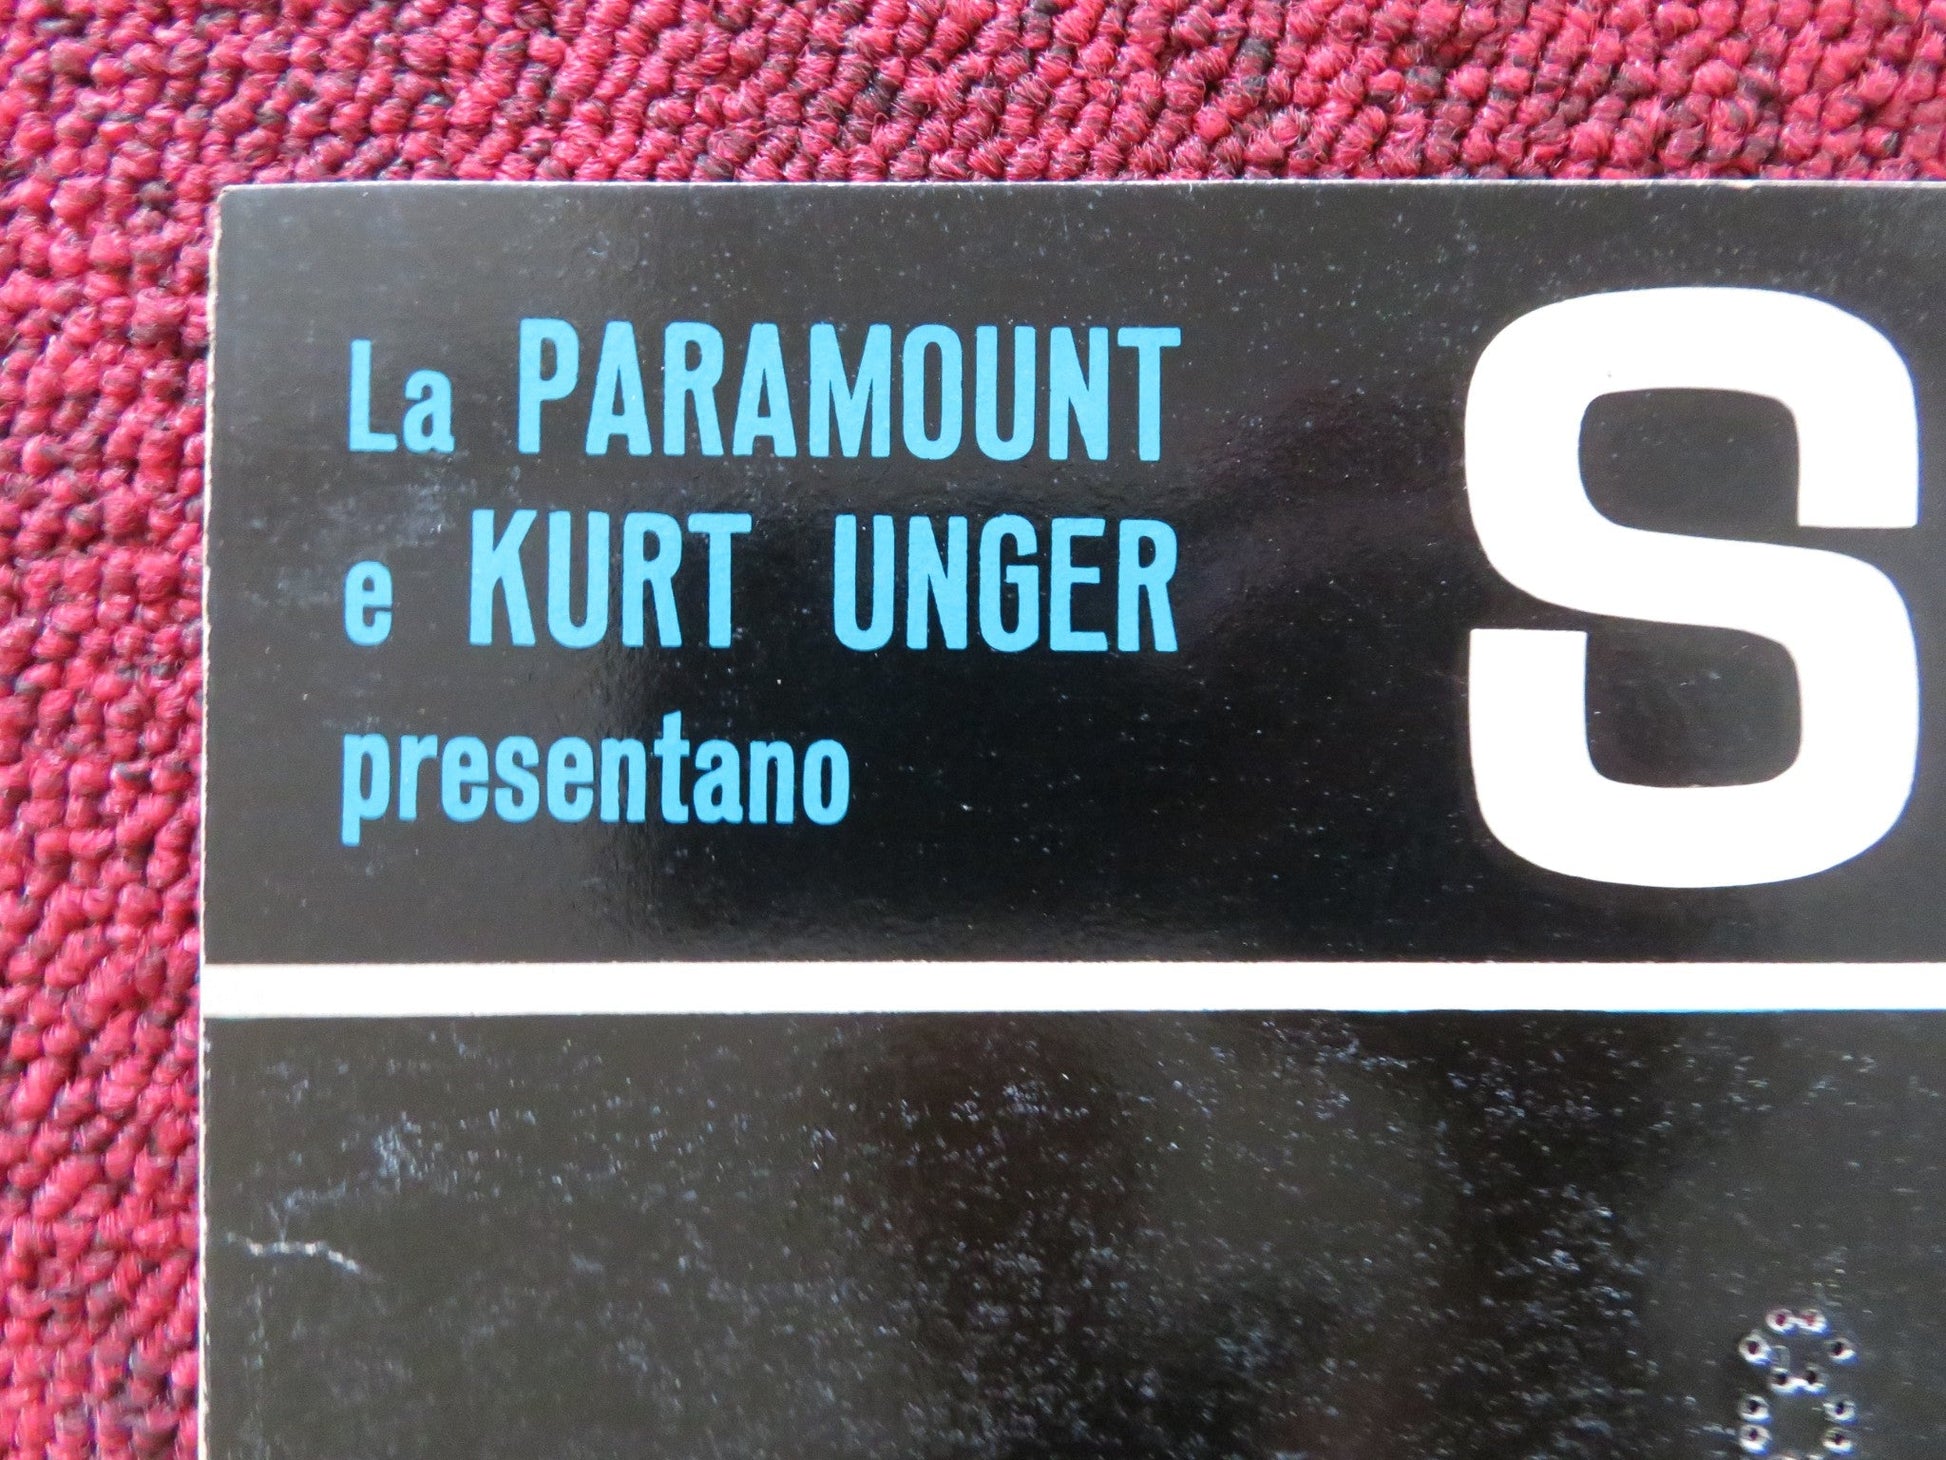 La PARAMOUNT
e KURT UNGER
presentano
S